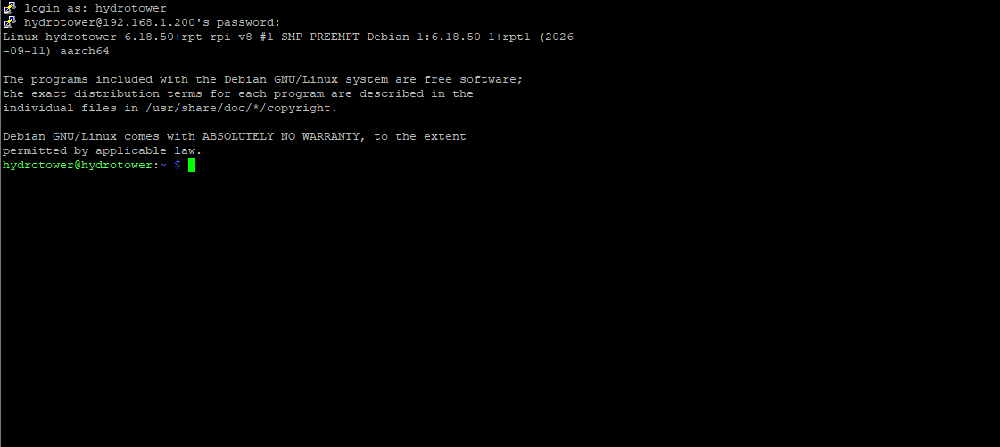 login as: hydrotower
hydrotower@192.168.1.200's password:
Linux hydrotower 6.18.50+rpt-rpi-v8 #1 SMP PREEMPT Debian 1:6.18.50-1+rpt1 (2026
-09-11) aarch64
The programs included with the Debian GNU/Linux system are free software;
the exact distribution terms for each program are described in the
individual files in /usr/share/doc/*/copyright.
Debian GNU/Linux comes with ABSOLUTELY NO WARRANTY, to the extent
permitted by applicable law.
hydrotower@hydrotower:~ $